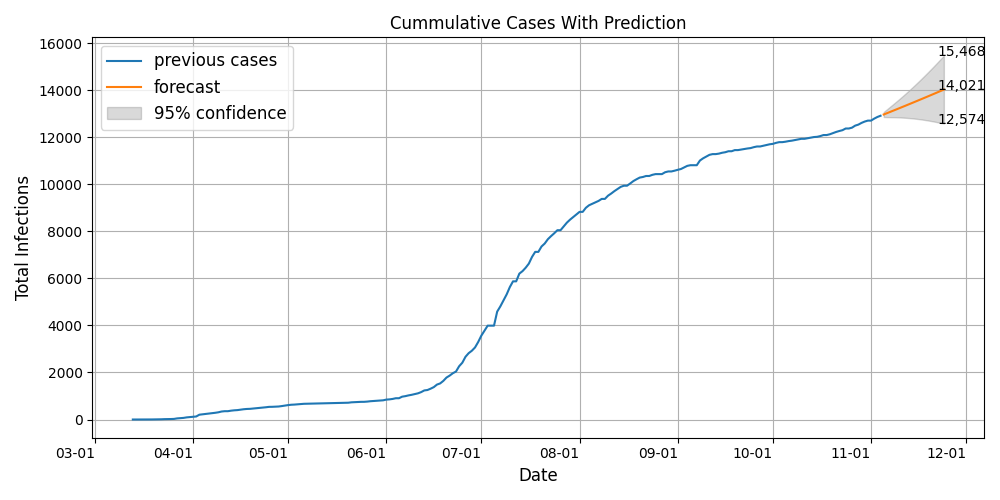 Cummulative Cases With Prediction
16000
14000
12000
10000
8000
6000
4000
2000
0
Total Infections
previous cases
forecast
95% confidence
15,468
14,021
12,574
03-01 04-01 05-01 06-01 07-01 08-01 09-01 10-01 11-01 12-01
Date